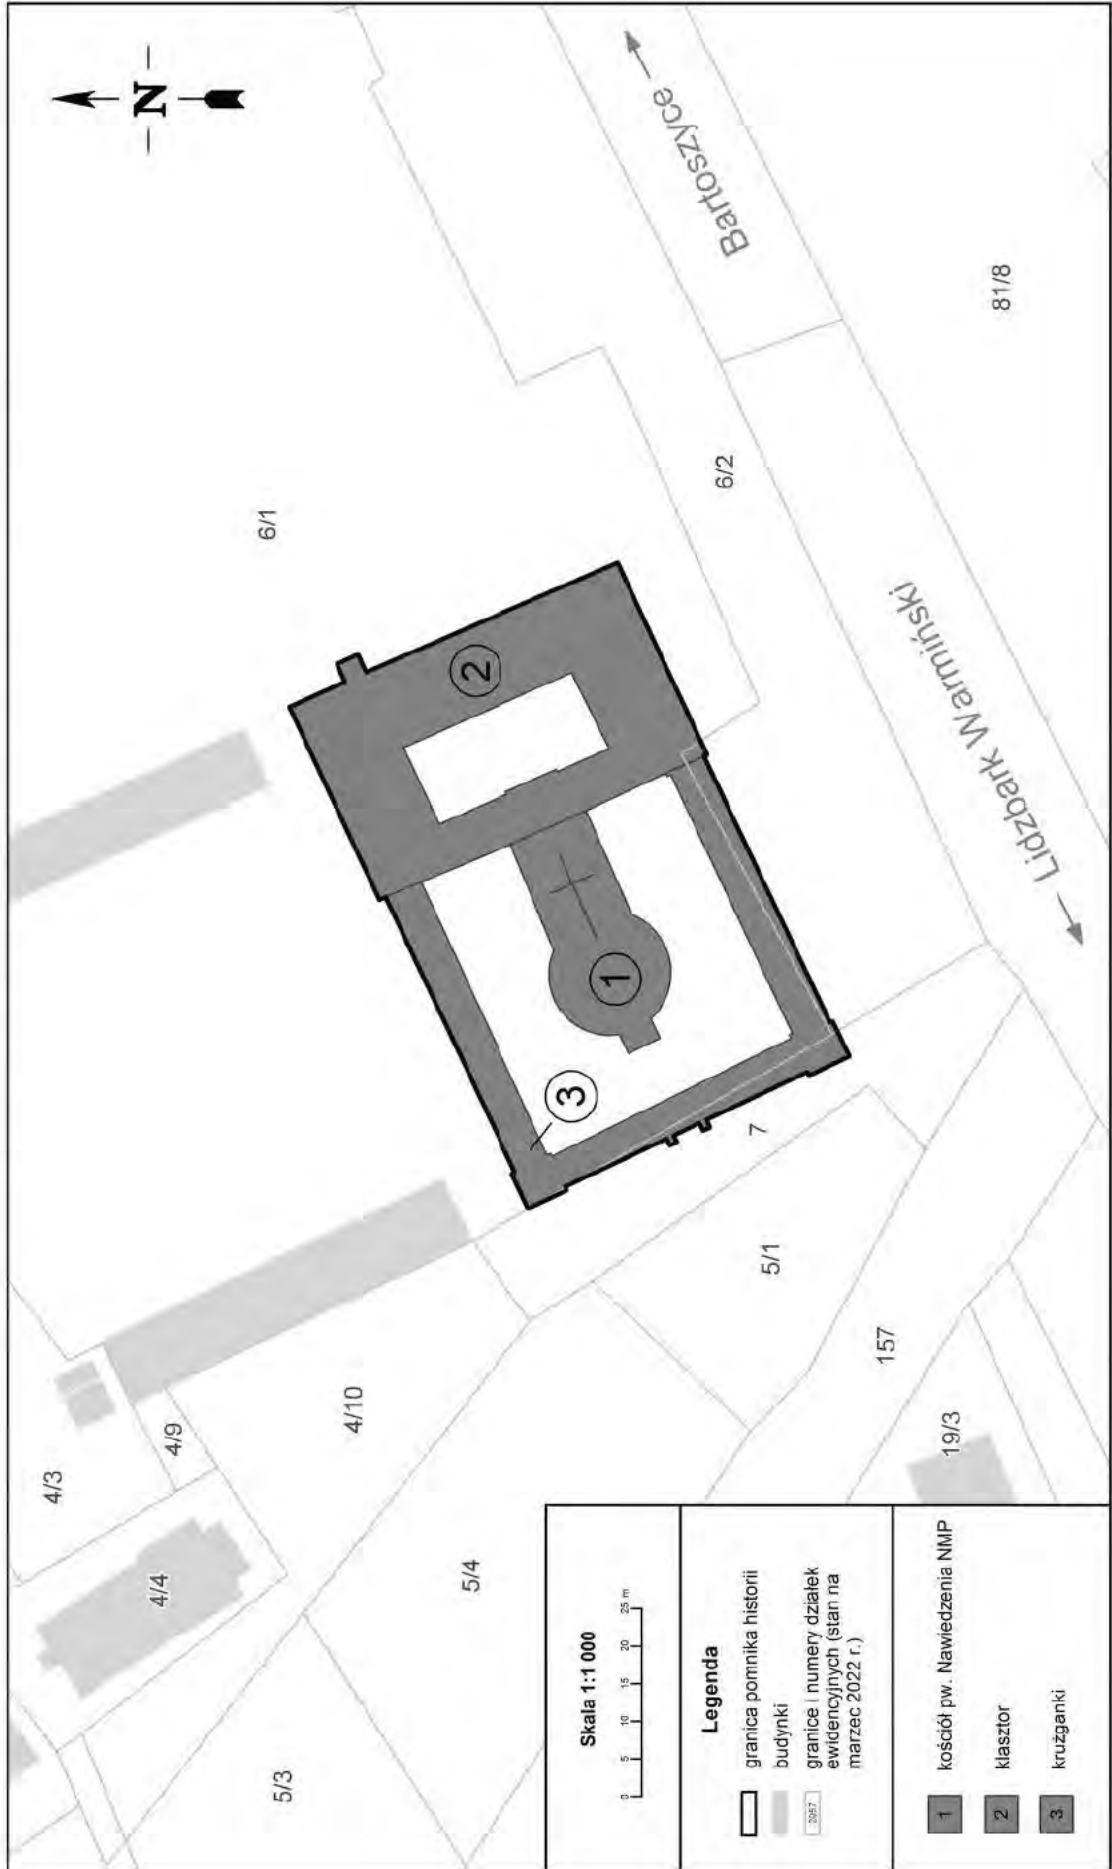 N
Bartoszyce
81/8
6/1
6/2
2
Lidzbark Warmiński
1
3
7
5/1
157
4/10
4/9
4/3
19/3
4/4
5/4
5/3
Skala 1:1 000
0 5 10 15 20 25 m
Legenda
granica pomnika historii
budynki
2057 granice i numery działek
ewidencyjnych (stan na
marzec 2022 r.)
1 kościół pw. Nawiedzenia NMP
2 klasztor
3 krużganki